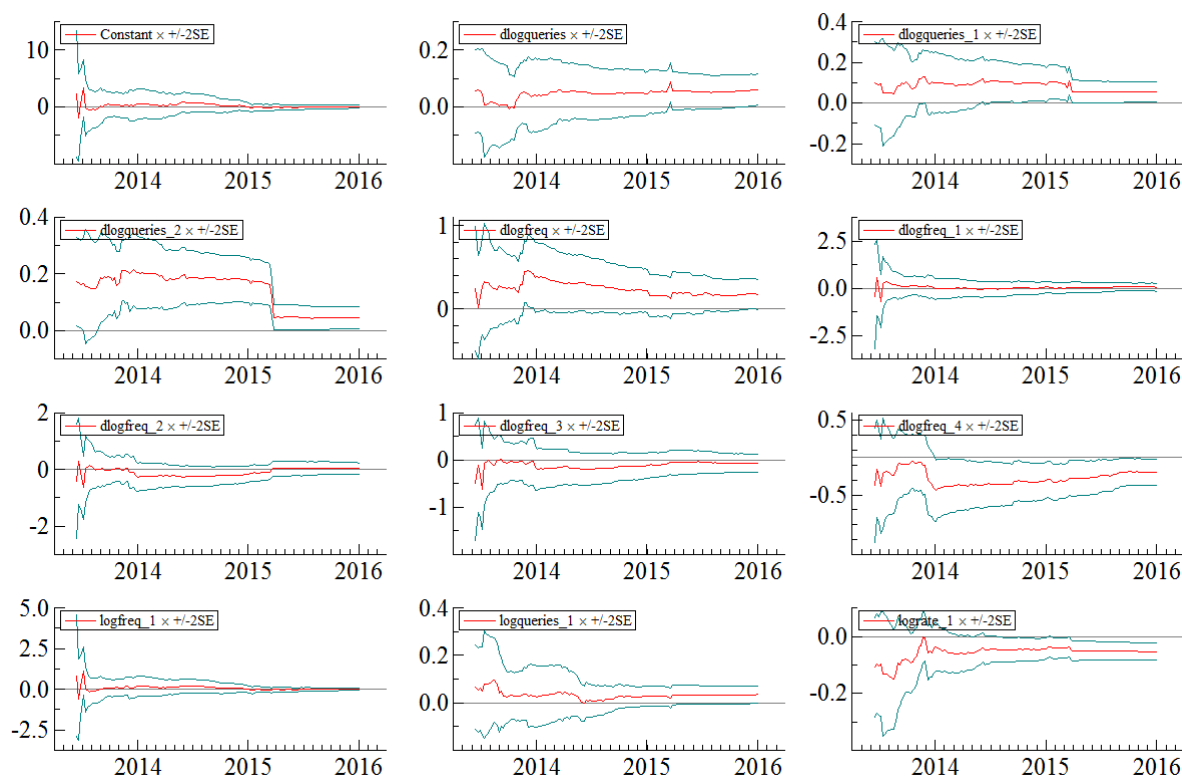 Constant × +/-2SE
dlogqueries × +/-2SE
dlogqueries_1 × +/-2SE
10
0
0.2
0.0
0.4
0.2
0.0
-0.2
2014 2015 2016
2014 2015 2016
2014 2015 2016
dlogqueries_2 × +/-2SE
dlogfreq × +/-2SE
dlogfreq_1 × +/-2SE
0.4
0.2
0.0
1
0
2.5
0.0
-2.5
2014 2015 2016
2014 2015 2016
2014 2015 2016
dlogfreq_2 × +/-2SE
dlogfreq_3 × +/-2SE
dlogfreq_4 × +/-2SE
2
0
-2
1
0
-1
0.5
-0.5
2014 2015 2016
2014 2015 2016
2014 2015 2016
logfreq_1 × +/-2SE
logqueries_1 × +/-2SE
lograte_1 × +/-2SE
5.0
2.5
0.0
-2.5
0.4
0.2
0.0
0.0
-0.2
2014 2015 2016
2014 2015 2016
2014 2015 2016